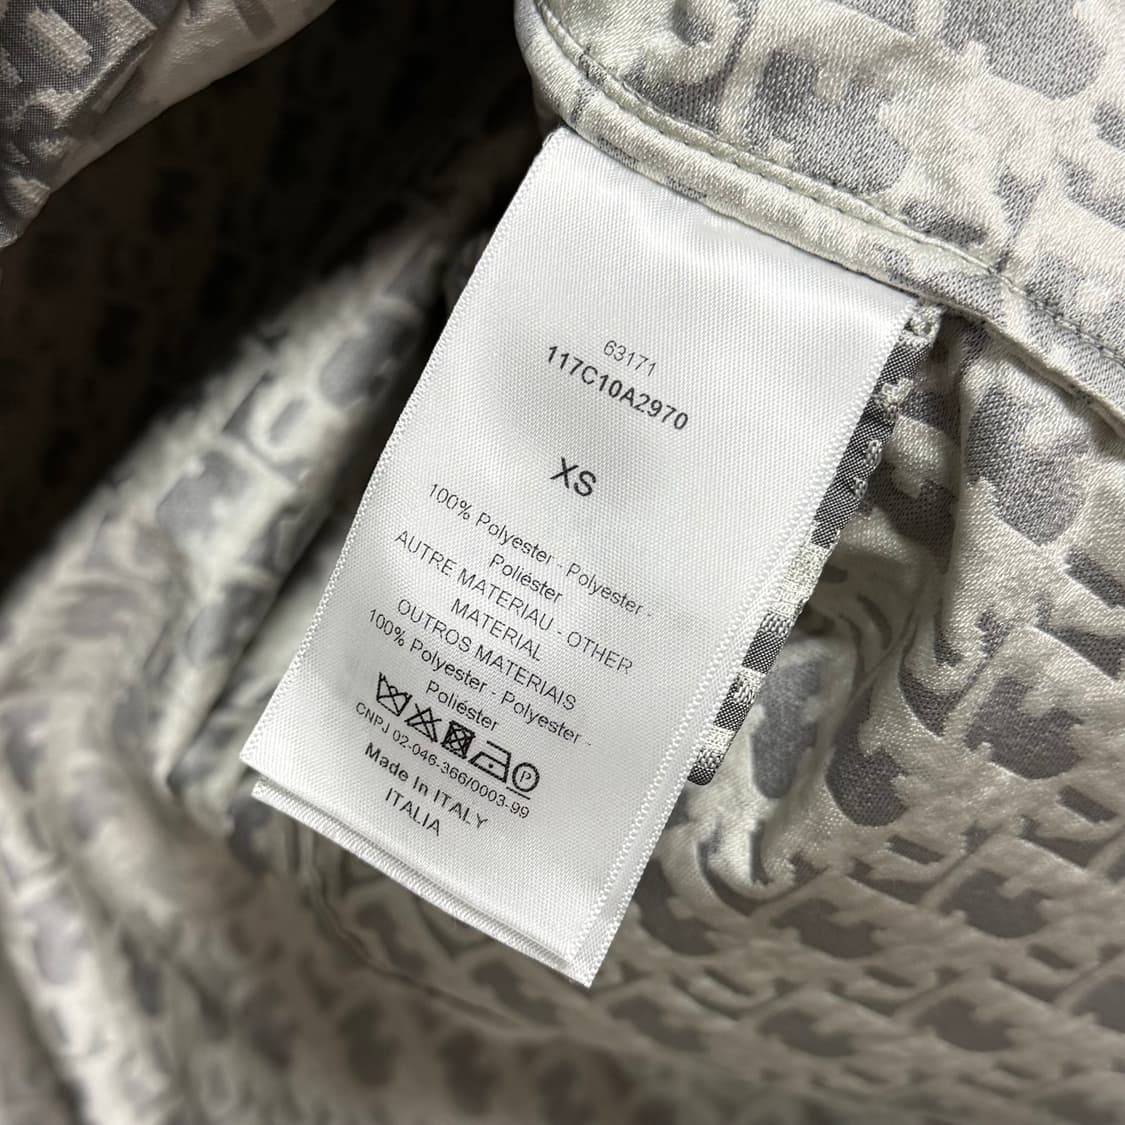 63171
117C10A2970
XS
100% Polyester - Polyester -
Poliéster
AUTRE MATERIAU - OTHER
MATERIAL
OUTROS MATERIAIS
100% Polyester - Polyester -
Poliéster
P
CNPJ 02-046-366/0003-99
Made In ITALY
ITALIA